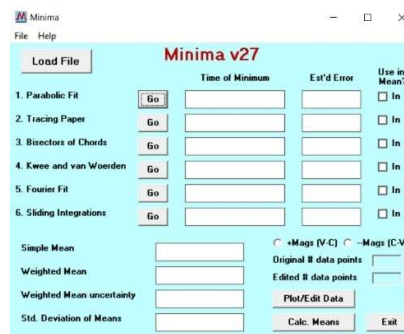 Minima
File Help
Load File
Minima v27
Time of Minimum Est'd Error Use in Mean?
1. Parabolic Fit Go In
2. Tracing Paper Go In
3. Bisectors of Chords Go In
4. Kwee and van Woerden Go In
5. Fourier Fit Go In
6. Sliding Integrations Go In
Simple Mean
+Mags (V-C) --Mags (C-V
Original # data points
Weighted Mean
Edited # data points
Weighted Mean uncertainty
Plot/Edit Data
Std. Deviation of Means
Calc. Means Exit